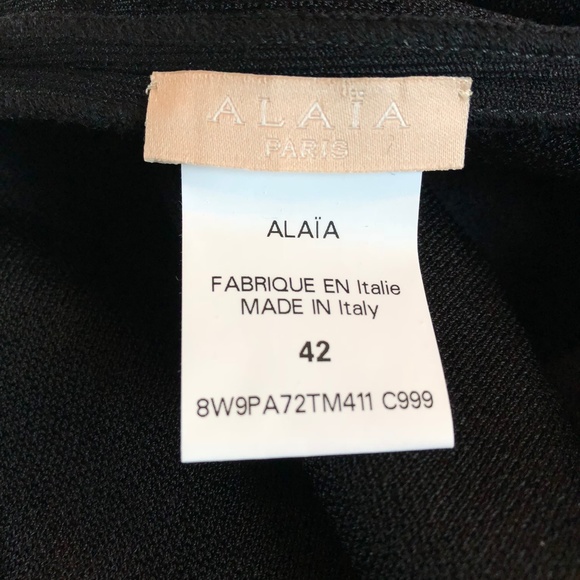 ALAÏA
PARIS
ALAÏA
FABRIQUE EN Italie
MADE IN Italy
42
8W9PA72TM411 C999